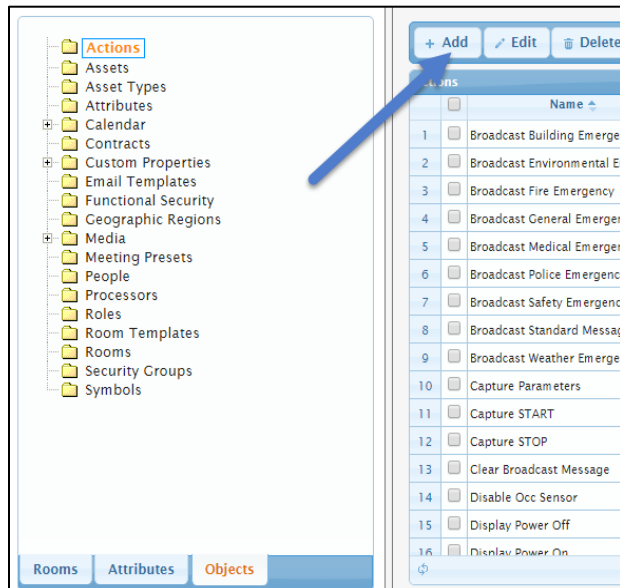 Actions
Assets
Asset Types
Attributes
Calendar
Contracts
Custom Properties
Email Templates
Functional Security
Geographic Regions
Media
Meeting Presets
People
Processors
Roles
Room Templates
Rooms
Security Groups
Symbols
Rooms Attributes Objects
+ Add Edit Delete
Name
1 Broadcast Building Emerge
2 Broadcast Environmental E
3 Broadcast Fire Emergency
4 Broadcast General Emerger
5 Broadcast Medical Emerger
6 Broadcast Police Emergenc
7 Broadcast Safety Emergenc
8 Broadcast Standard Messag
9 Broadcast Weather Emerge
10 Capture Parameters
11 Capture START
12 Capture STOP
13 Clear Broadcast Message
14 Disable Occ Sensor
15 Display Power Off
16 Display Power On